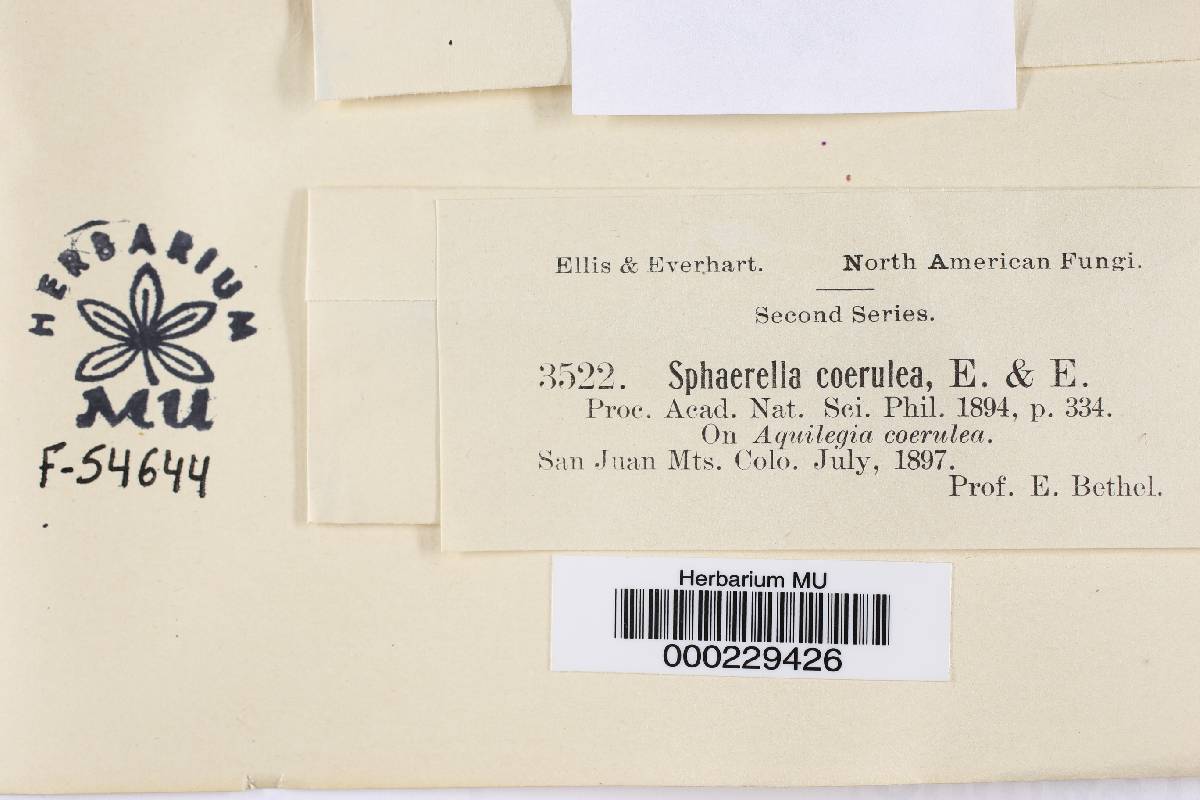 HERBARIUM
MU
F-54644
Ellis & Everhart. North American Fungi.
Second Series.
3522. Sphaerella coerulea, E. & E.
Proc. Acad. Nat. Sci. Phil. 1894, p. 334.
On Aquilegia coerulea.
San Juan Mts. Colo. July, 1897.
Prof. E. Bethel.
Herbarium MU
000229426